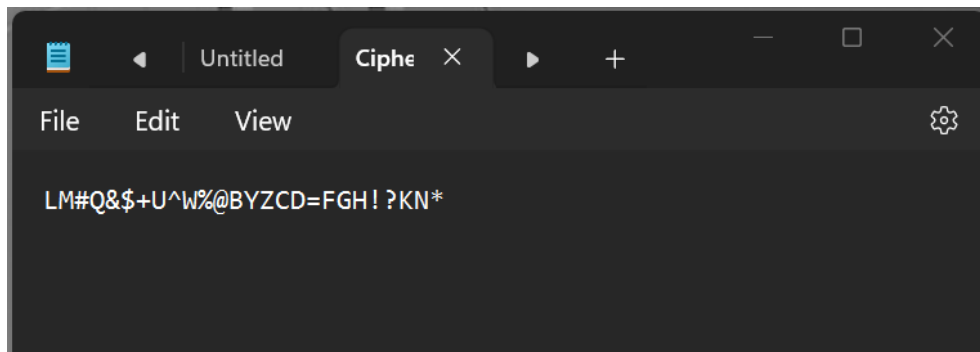 Untitled Ciphe
File Edit View
LM#Q&$+U^W%@BYZCD=FGH!?KN*